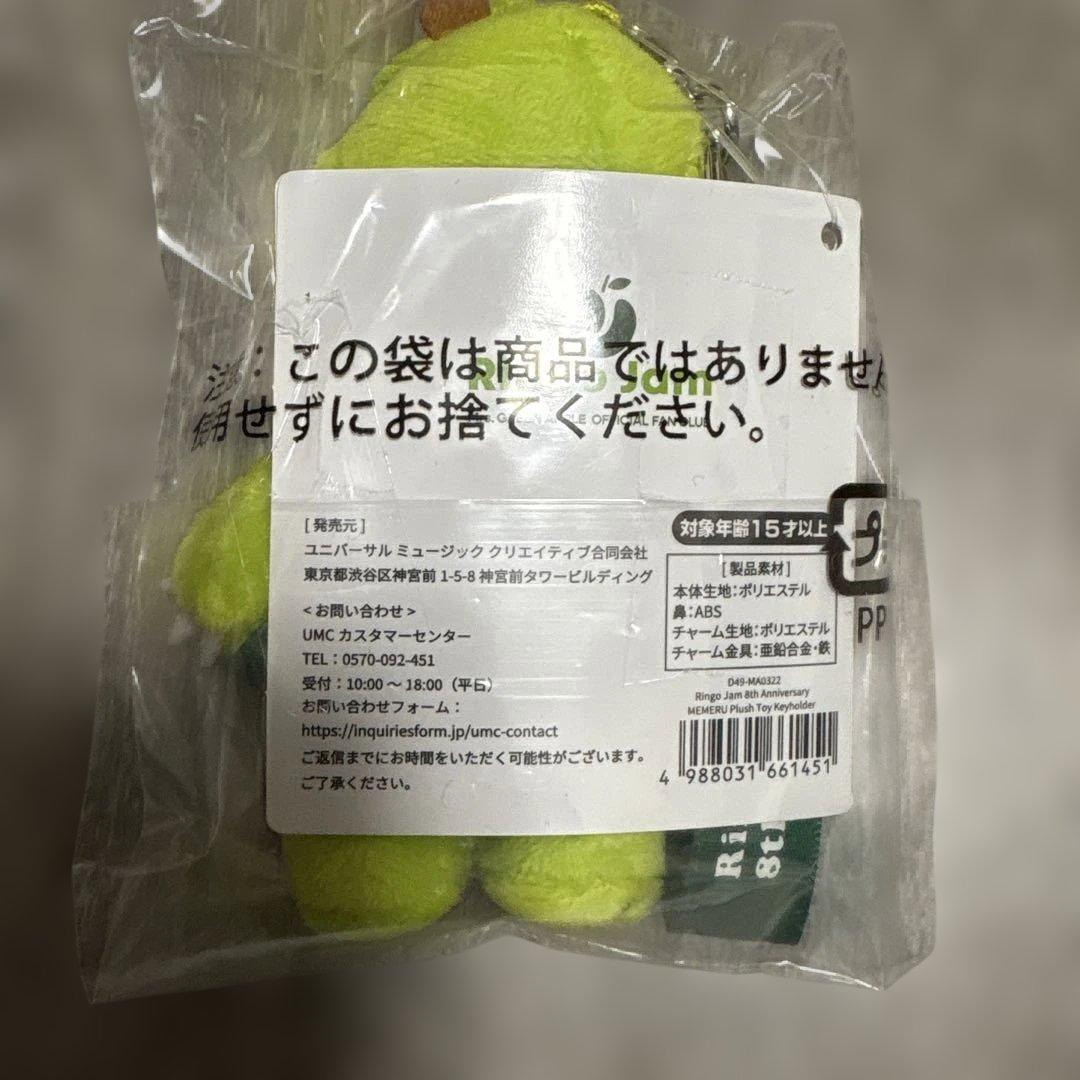 注意：この袋は商品ではありません
使用せずにお捨てください。
Ringo Jam
OFFICIAL FAN CLUB
[ 発売元 ]
ユニバーサル ミュージック クリエイティブ合同会社
東京都渋谷区神宮前 1-5-8 神宮前タワービルディング
< お問い合わせ >
UMC カスタマーセンター
TEL：0570-092-451
受付：10:00 ～ 18:00（平日）
お問い合わせフォーム：
https://inquiriesform.jp/umc-contact
ご返信までにお時間をいただく可能性がございます。
ご了承ください。
対象年齢15才以上
[ 製品素材 ]
本体生地：ポリエステル
鼻：ABS
チャーム生地：ポリエステル
チャーム金具：亜鉛合金・鉄
D49-MA0322
Ringo Jam 8th Anniversary
MEMERU Plush Toy Keyholder
4 988031 661451
プ
PP
Ri
8t